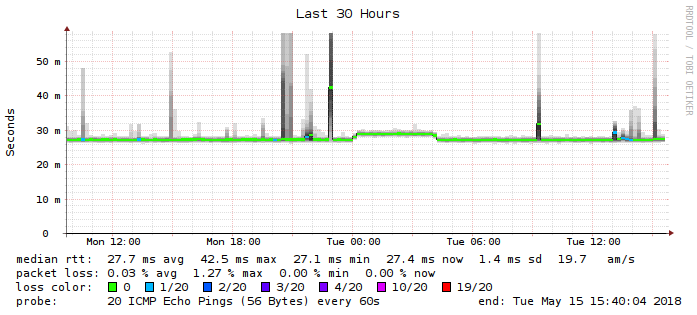 Last 30 Hours
RRDTOOL / TOBI OETIKER
Seconds
50 m
40 m
30 m
20 m
10 m
0
Mon 12:00 Mon 18:00 Tue 00:00 Tue 06:00 Tue 12:00
median rtt: 27.7 ms avg 42.5 ms max 27.1 ms min 27.4 ms now 1.4 ms sd 19.7 am/s
packet loss: 0.03 % avg 1.27 % max 0.00 % min 0.00 % now
loss color: 0 1/20 2/20 3/20 4/20 10/20 19/20
probe: 20 ICMP Echo Pings (56 Bytes) every 60s end: Tue May 15 15:40:04 2018